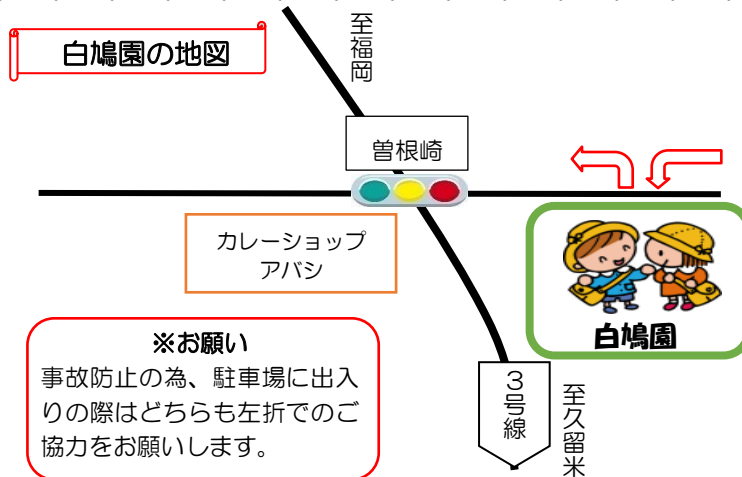 白鳩園の地図
至福岡
曽根崎
カレーショップ
アバシ
白鳩園
※お願い
事故防止の為、駐車場に出入
りの際はどちらも左折でのご
協力をお願いします。
3号線
至久留米